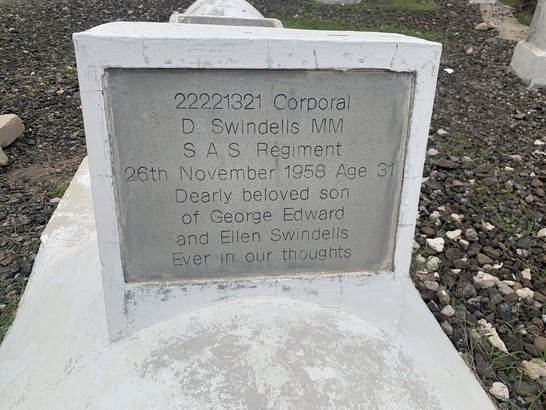 22221321 Corporal
D. Swindells MM
S A S Regiment
26th November 1958 Age 31
Dearly beloved son
of George Edward
and Ellen Swindells
Ever in our thoughts